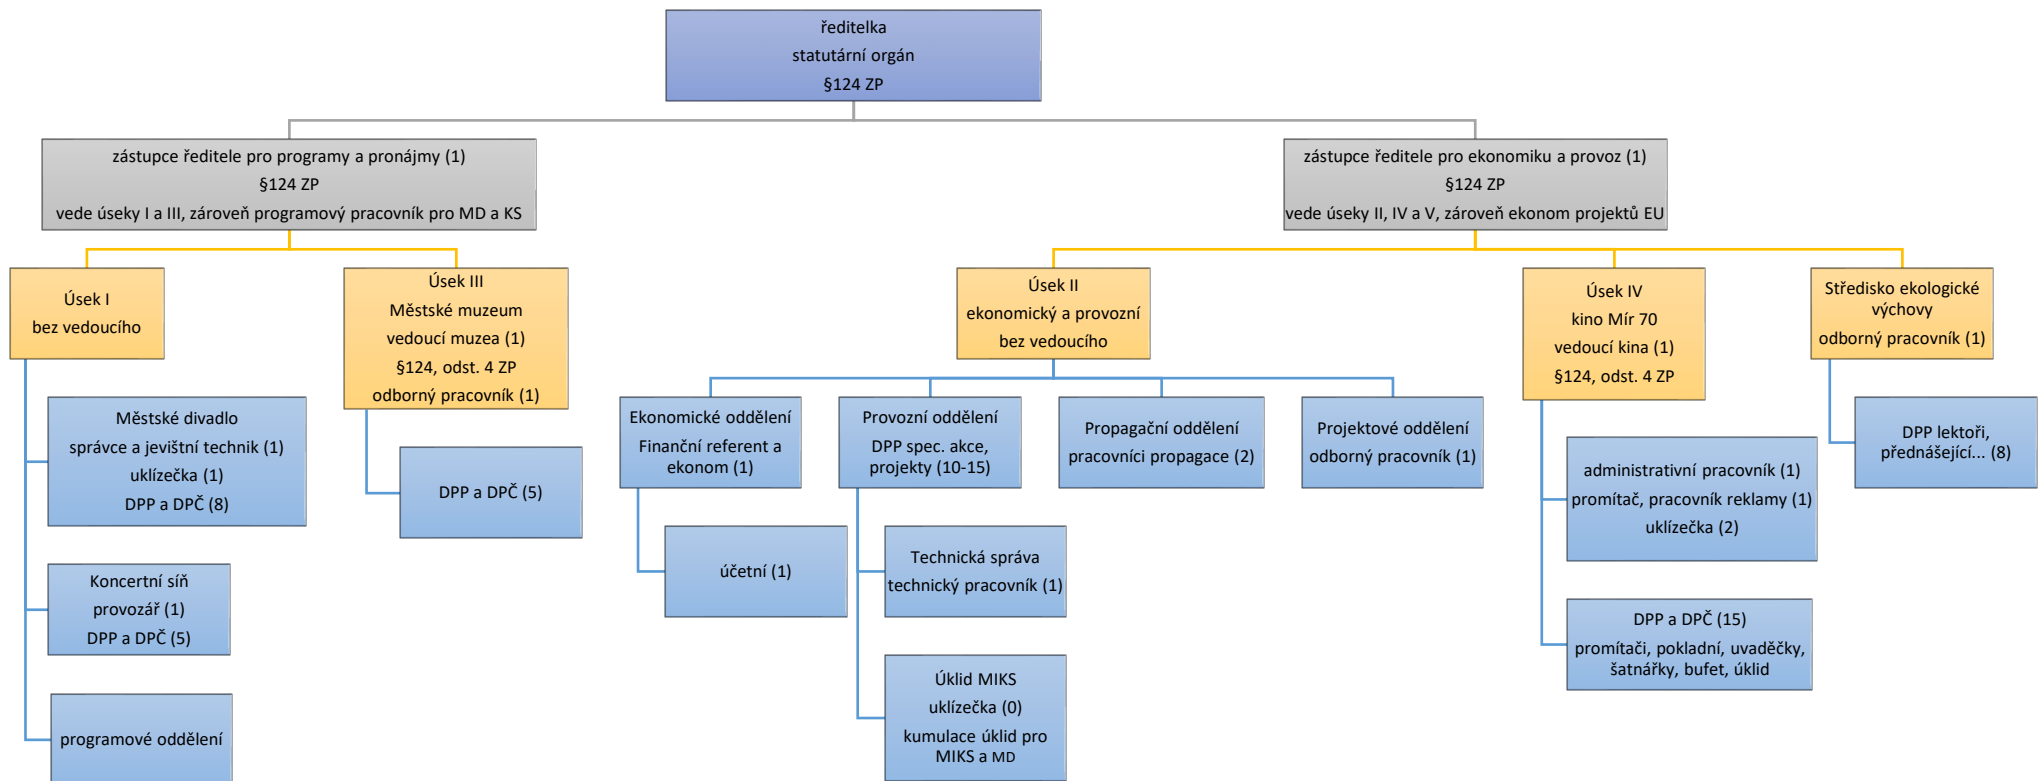 ředitelka
statutární orgán
§124 ZP
zástupce ředitele pro programy a pronájmy (1)
§124 ZP
vede úseky I a III, zároveň programový pracovník pro MD a KS
zástupce ředitele pro ekonomiku a provoz (1)
§124 ZP
vede úseky II, IV a V, zároveň ekonom projektů EU
Úsek I
bez vedoucího
Úsek III
Městské muzeum
vedoucí muzea (1)
§124, odst. 4 ZP
odborný pracovník (1)
Úsek II
ekonomický a provozní
bez vedoucího
Úsek IV
kino Mír 70
vedoucí kina (1)
§124, odst. 4 ZP
Středisko ekologické
výchovy
odborný pracovník (1)
Městské divadlo
správce a jevištní technik (1)
uklízečka (1)
DPP a DPČ (8)
Koncertní síň
provozář (1)
DPP a DPČ (5)
programové oddělení
DPP a DPČ (5)
Ekonomické oddělení
Finanční referent a
ekonom (1)
účetní (1)
Provozní oddělení
DPP spec. akce,
projekty (10-15)
Technická správa
technický pracovník (1)
Úklid MIKS
uklízečka (0)
kumulace úklid pro
MIKS a MD
Propagační oddělení
pracovníci propagace (2)
Projektové oddělení
odborný pracovník (1)
administrativní pracovník (1)
promítač, pracovník reklamy (1)
uklízečka (2)
DPP a DPČ (15)
promítači, pokladní, uvaděčky,
šatnářky, bufet, úklid
DPP lektoři,
přednášející... (8)